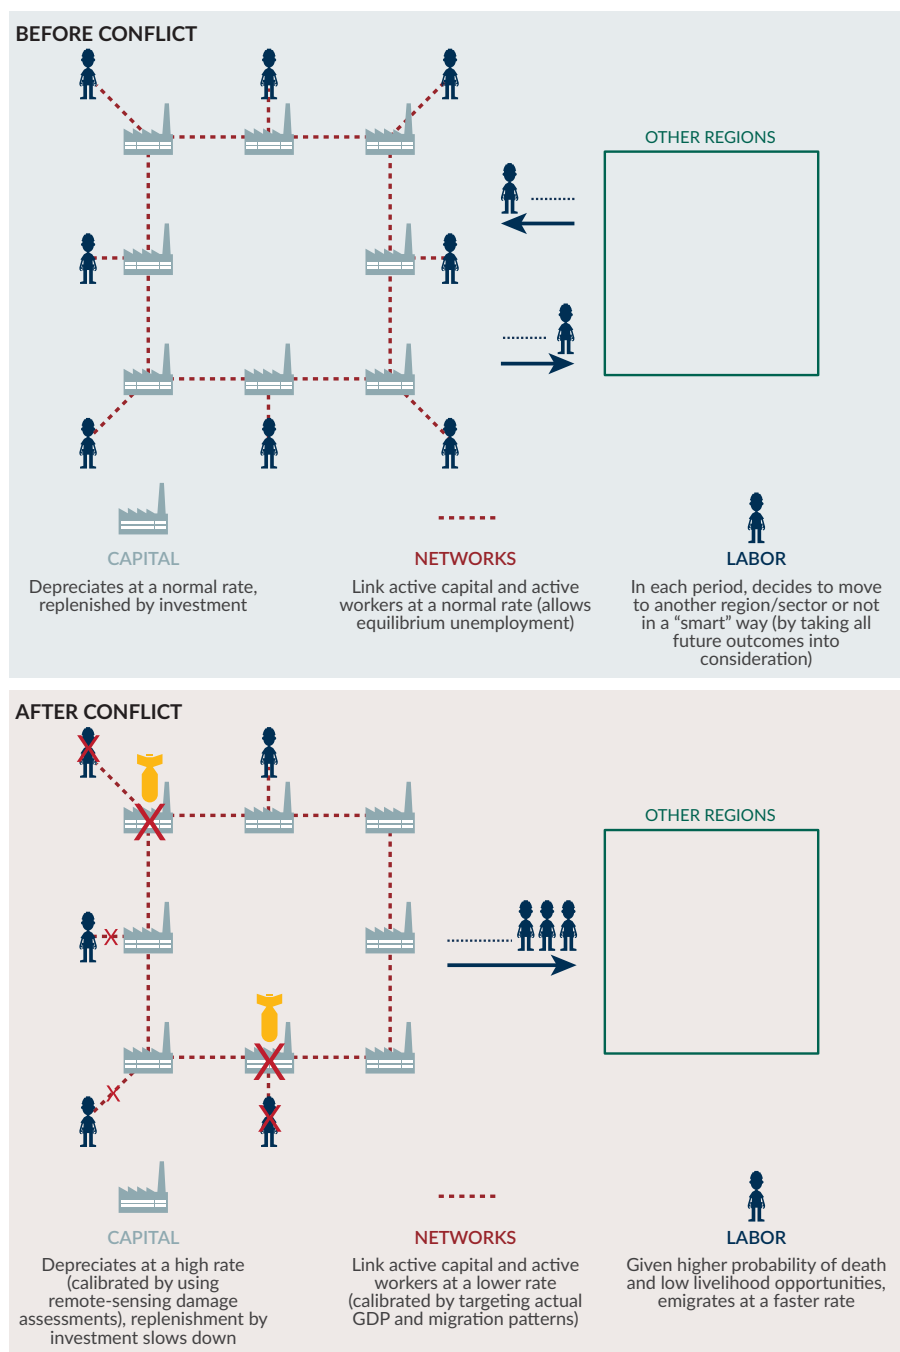 BEFORE CONFLICT
OTHER REGIONS
CAPITAL
Depreciates at a normal rate,
replenished by investment
NETWORKS
Link active capital and active
workers at a normal rate (allows
equilibrium unemployment)
LABOR
In each period, decides to move
to another region/sector or not
in a “smart” way (by taking all
future outcomes into
consideration)
AFTER CONFLICT
OTHER REGIONS
CAPITAL
Depreciates at a high rate
(calibrated by using
remote-sensing damage
assessments), replenishment by
investment slows down
NETWORKS
Link active capital and active
workers at a lower rate
(calibrated by targeting actual
GDP and migration patterns)
LABOR
Given higher probability of death
and low livelihood opportunities,
emigrates at a faster rate